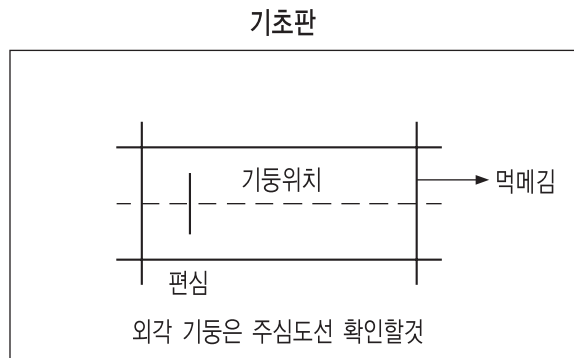 기초판
기둥위치
먹메김
편심
외각 기둥은 주심도선 확인할것